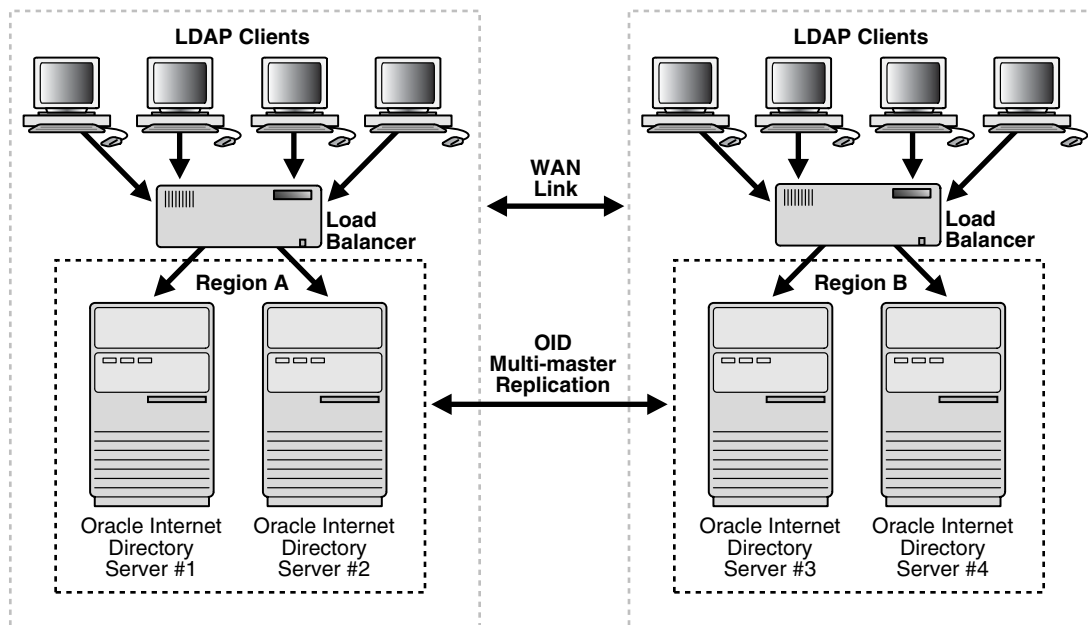 LDAP Clients
LDAP Clients
WAN
Link
Load
Balancer
Load
Balancer
Region A
Region B
OID
Multi-master
Replication
Oracle Internet
Directory
Server #1
Oracle Internet
Directory
Server #2
Oracle Internet
Directory
Server #3
Oracle Internet
Directory
Server #4